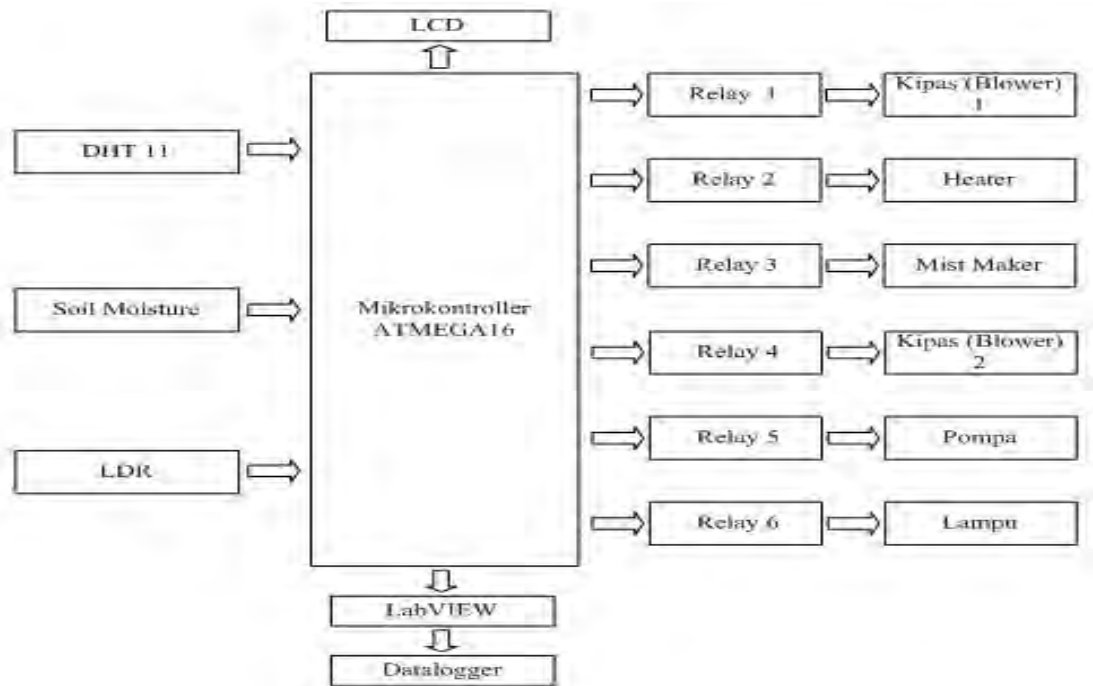 LCD
DHT 11
Soil Moisture
LDR
Mikrokontroller
ATMEGA16
Relay 1
Kipas (Blower)
1
Relay 2
Heater
Relay 3
Mist Maker
Relay 4
Kipas (Blower)
2
Relay 5
Pompa
Relay 6
Lampu
LabVIEW
Datalogger